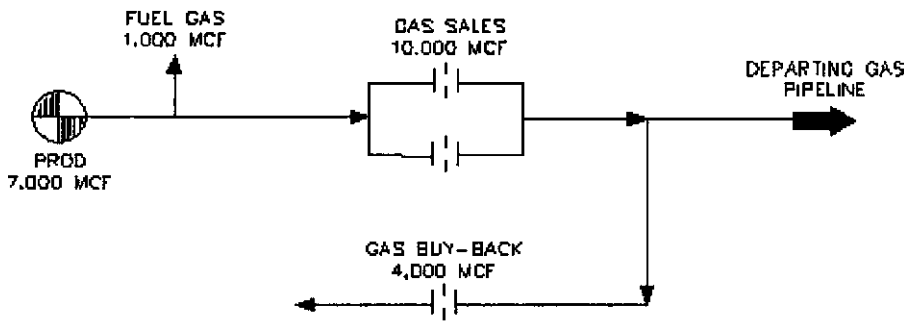 FUEL GAS
1,000 MCF
GAS SALES
10,000 MCF
DEPARTING GAS
PIPELINE
PROD
7,000 MCF
GAS BUY-BACK
4,000 MCF